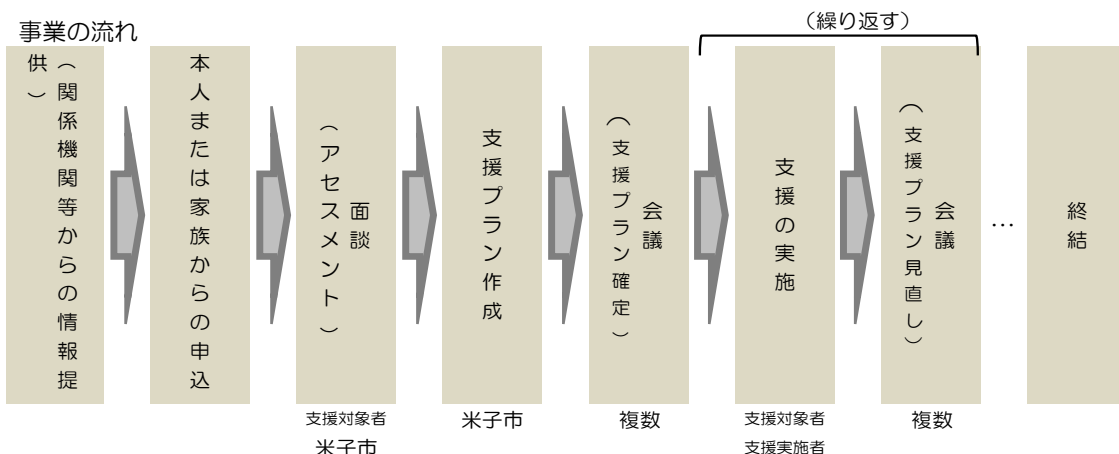 事業の流れ
（繰り返す）
（関係機関等からの情報提
供）
本人または家族からの申込
面談
（アセスメント）
支援プラン作成
会議
（支援プラン確定）
支援の実施
会議
（支援プラン見直し）
…
終結
支援対象者
米子市
米子市
複数
支援対象者
支援実施者
複数